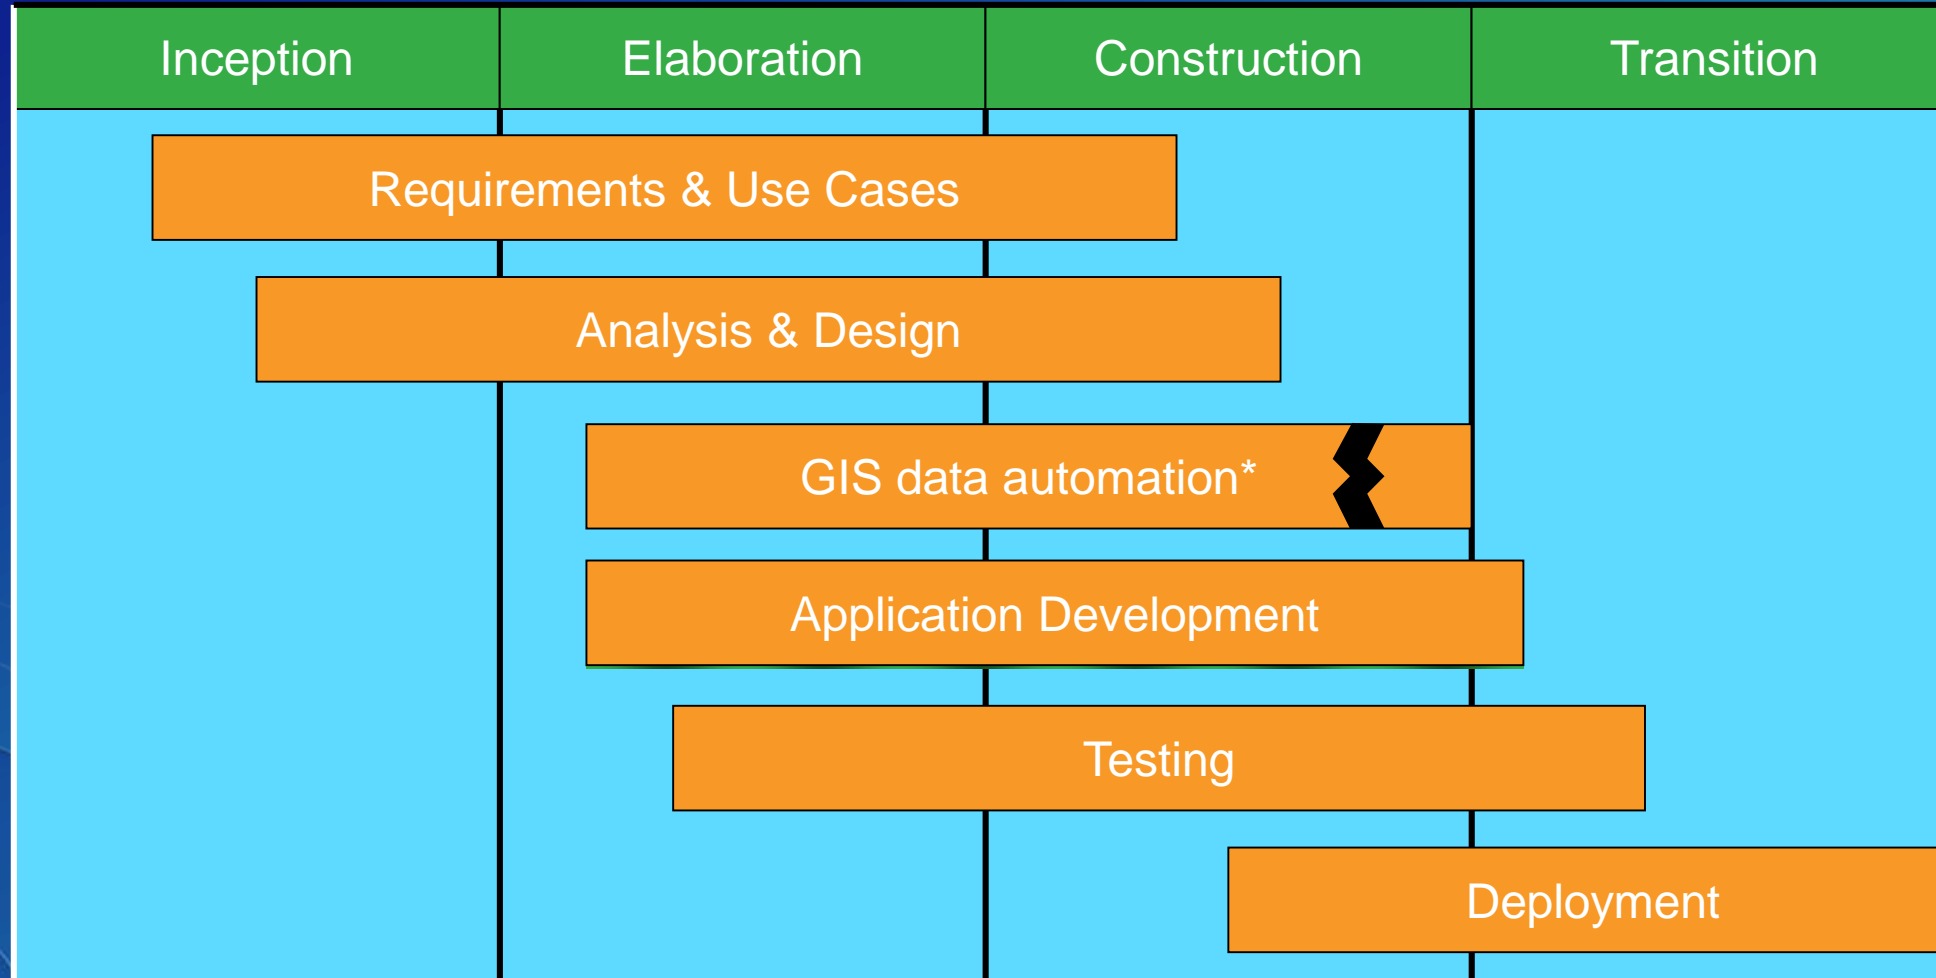 Inception
Elaboration
Construction
Transition
Requirements & Use Cases
Analysis & Design
GIS data automation*
Application Development
Testing
Deployment